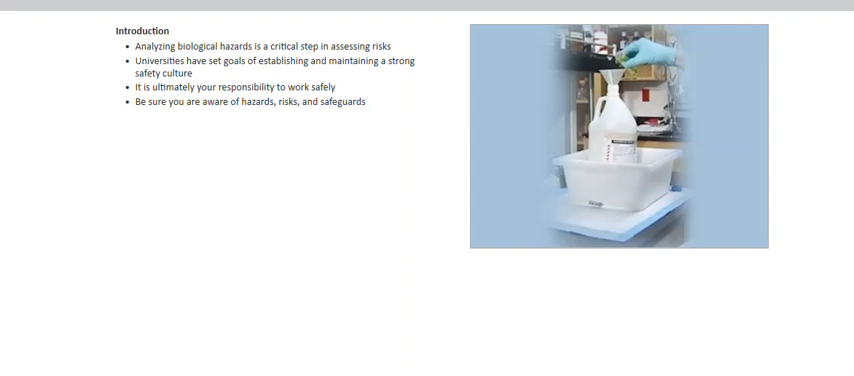 Introduction
• Analyzing biological hazards is a critical step in assessing risks
• Universities have set goals of establishing and maintaining a strong
safety culture
• It is ultimately your responsibility to work safely
• Be sure you are aware of hazards, risks, and safeguards